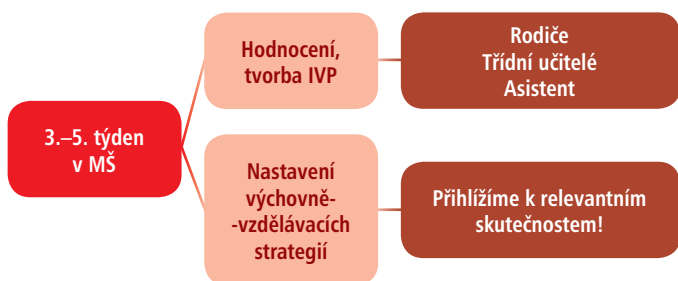 3.–5. týden
v MŠ
Hodnocení,
tvorba IVP
Rodiče
Třídní učitelé
Asistent
Nastavení
výchovně-
-vzdělávacích
strategií
Přihlížíme k relevantním
skutečnostem!